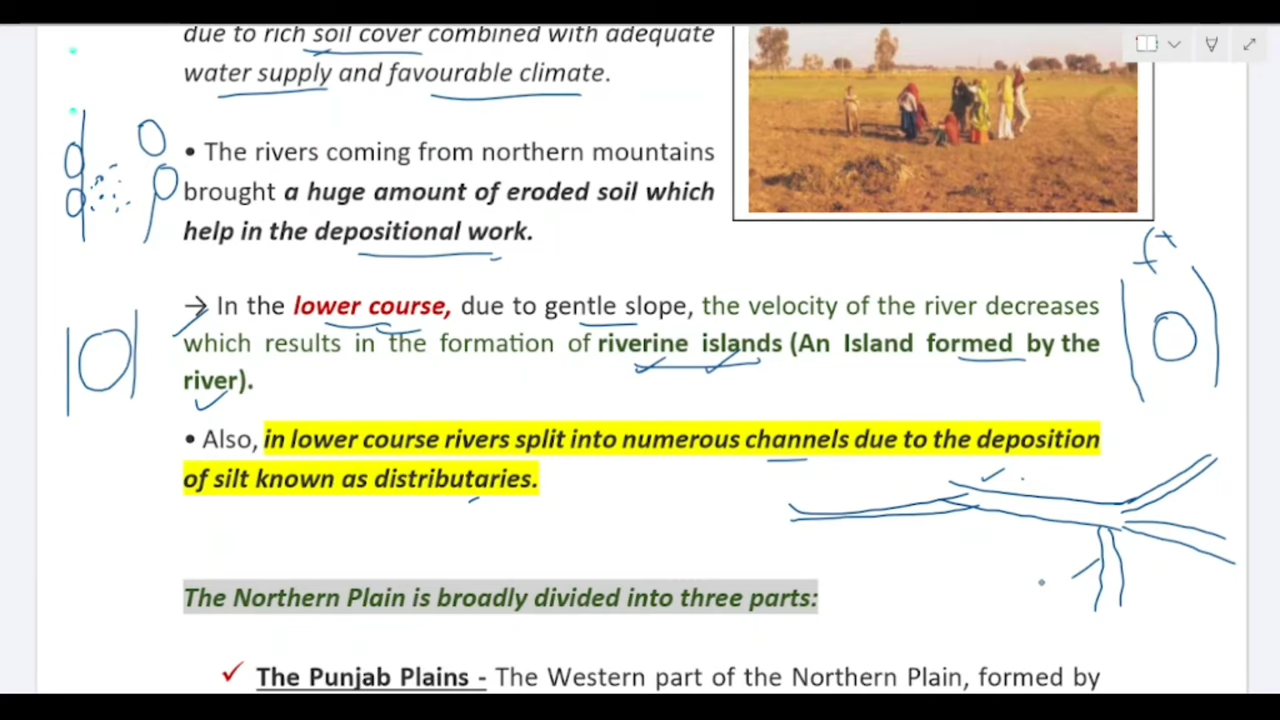 due to rich soil cover combined with adequate
water supply and favourable climate.
• The rivers coming from northern mountains
brought a huge amount of eroded soil which
help in the depositional work.
→ In the lower course, due to gentle slope, the velocity of the river decreases
which results in the formation of riverine islands (An Island formed by the
river).
• Also, in lower course rivers split into numerous channels due to the deposition
of silt known as distributaries.
The Northern Plain is broadly divided into three parts:
✓ The Punjab Plains - The Western part of the Northern Plain, formed by